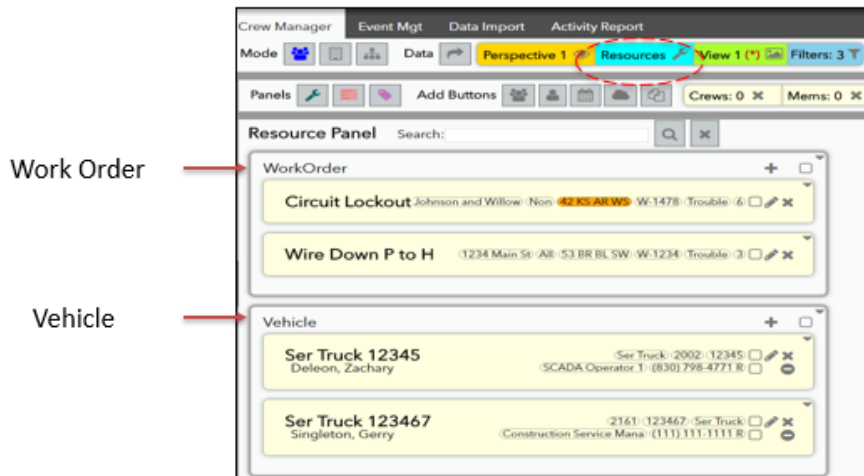 Crew Manager Event Mgt Data Import Activity Report
Mode Data Perspective 1 Resources View 1 (*) Filters: 3
Panels Add Buttons Crews: 0 Mems: 0
Resource Panel Search:
Work Order
WorkOrder
Circuit Lockout Johnson and Willow Non 42 KS AR WS W-1478 Trouble 6
Wire Down P to H 1234 Main St All 53 BR BL SW W-1234 Trouble 3
Vehicle
Vehicle
Ser Truck 12345 Ser Truck 2002 12345
Deleon, Zachary SCADA Operator 1 (830) 798-4771 R
Ser Truck 123467 2161 123467 Ser Truck
Singleton, Gerry Construction Service Mana (111) 111-1111 R